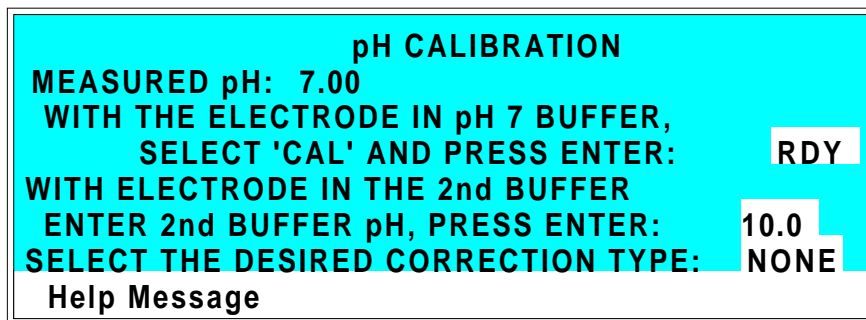 pH CALIBRATION
MEASURED pH: 7.00
WITH THE ELECTRODE IN pH 7 BUFFER,
SELECT 'CAL' AND PRESS ENTER: RDY
WITH ELECTRODE IN THE 2nd BUFFER
ENTER 2nd BUFFER pH, PRESS ENTER: 10.0
SELECT THE DESIRED CORRECTION TYPE: NONE
Help Message